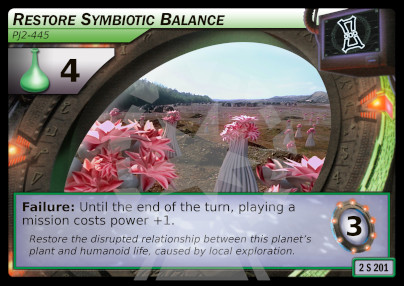 RESTORE SYMBIOTIC BALANCE
PJ2-445
4
Failure: Until the end of the turn, playing a
mission costs power +1.
Restore the disrupted relationship between this planet's
plant and humanoid life, caused by local exploration.
3
2 S 201